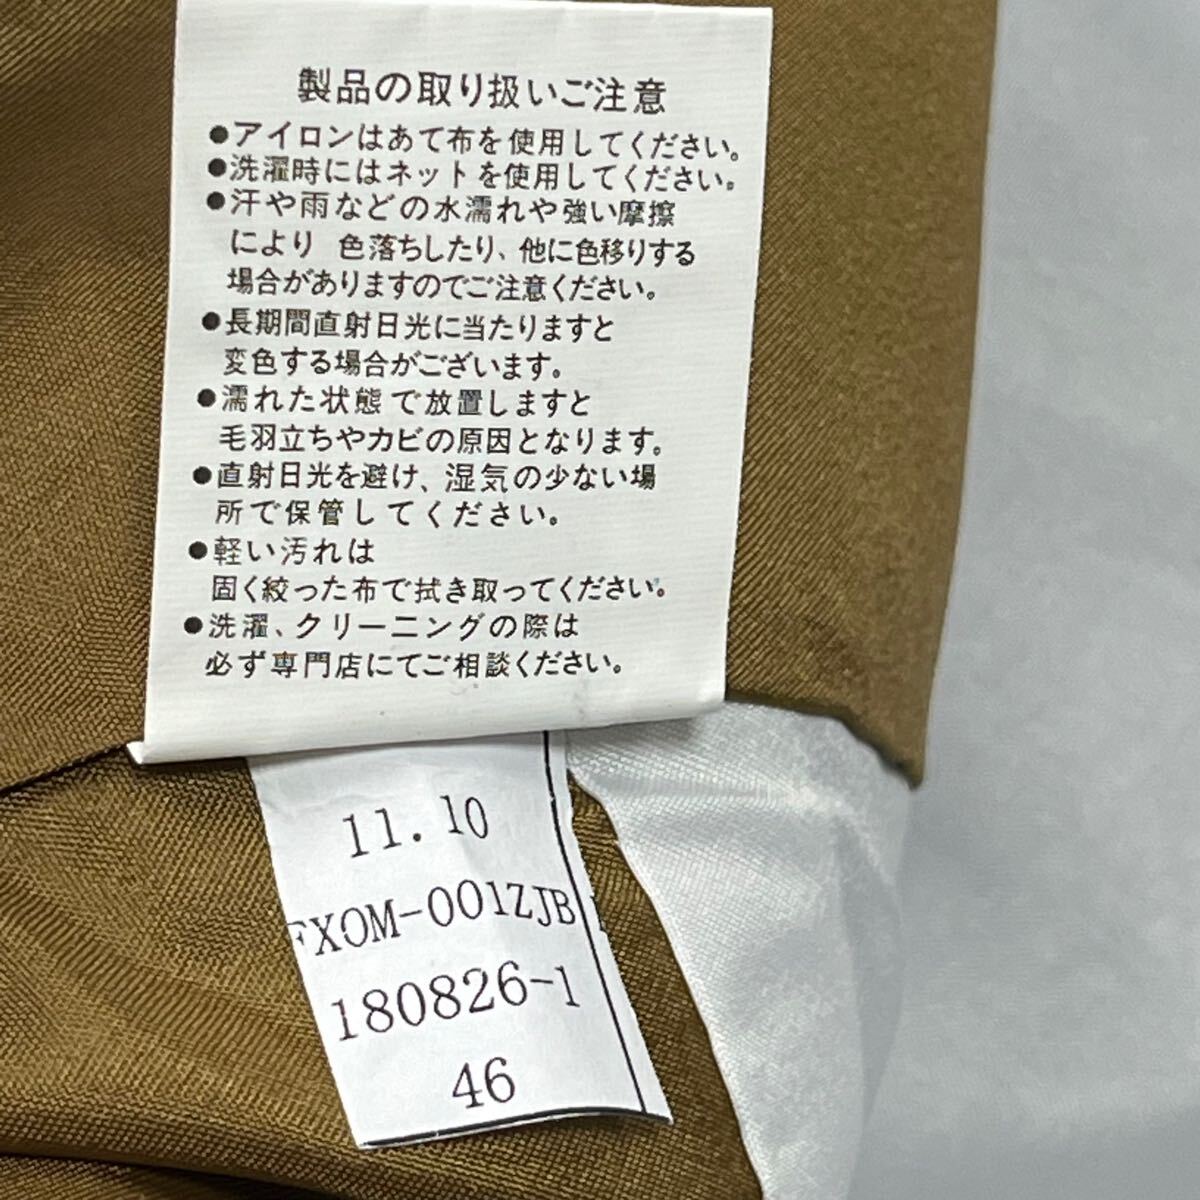 製品の取り扱いご注意
●アイロンはあて布を使用してください。
●洗濯時にはネットを使用してください。
●汗や雨などの水濡れや強い摩擦
により 色落ちしたり、他に色移りする
場合がありますのでご注意ください。
●長期間直射日光に当たりますと
変色する場合がございます。
●濡れた状態で放置しますと
毛羽立ちやカビの原因となります。
●直射日光を避け、湿気の少ない場
所で保管してください。
●軽い汚れは
固く絞った布で拭き取ってください。
●洗濯、クリーニングの際は
必ず専門店にてご相談ください。
11.10
FXOM-001ZJB
180826-1
46